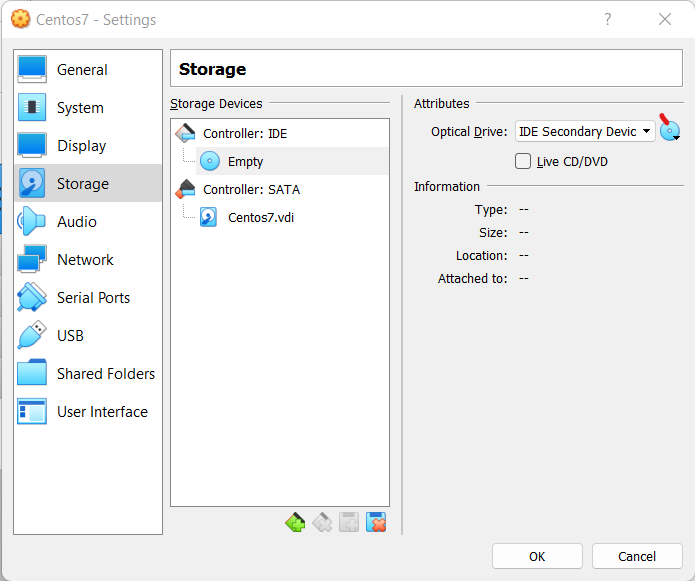 Centos7 - Settings
?
General
System
Display
Storage
Audio
Network
Serial Ports
USB
Shared Folders
User Interface
Storage
Storage Devices
Controller: IDE
Empty
Controller: SATA
Centos7.vdi
Attributes
Optical Drive: IDE Secondary Devic
Live CD/DVD
Information
Type: --
Size: --
Location: --
Attached to: --
OK
Cancel